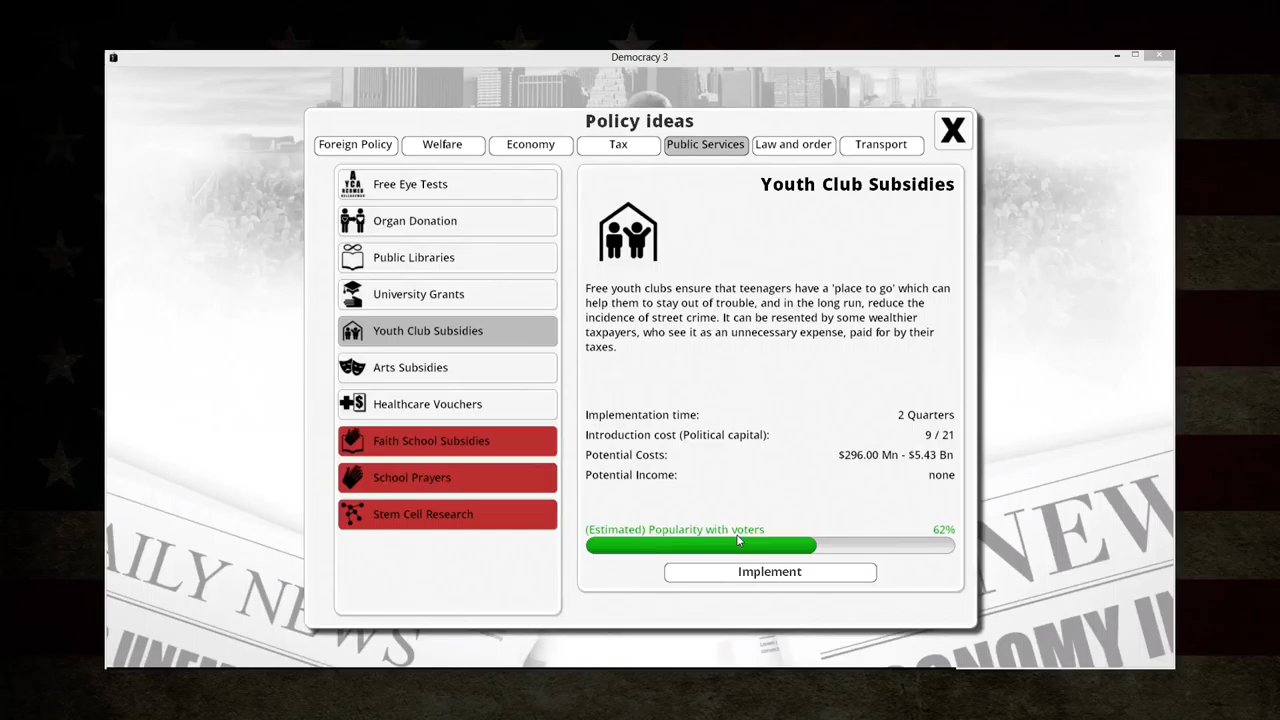 Democracy 3
Policy ideas
X
Foreign Policy
Welfare
Economy
Tax
Public Services
Law and order
Transport
Free Eye Tests
Organ Donation
Public Libraries
University Grants
Youth Club Subsidies
Arts Subsidies
Healthcare Vouchers
Faith School Subsidies
School Prayers
Stem Cell Research
Youth Club Subsidies
Free youth clubs ensure that teenagers have a 'place to go' which can
help them to stay out of trouble, and in the long run, reduce the
incidence of street crime. It can be resented by some wealthier
taxpayers, who see it as an unnecessary expense, paid for by their
taxes.
Implementation time: 2 Quarters
Introduction cost (Political capital): 9 / 21
Potential Costs: $296.00 Mn - $5.43 Bn
Potential Income: none
(Estimated) Popularity with voters 62%
Implement
AILY NEWS
NEW
ONOMY IN